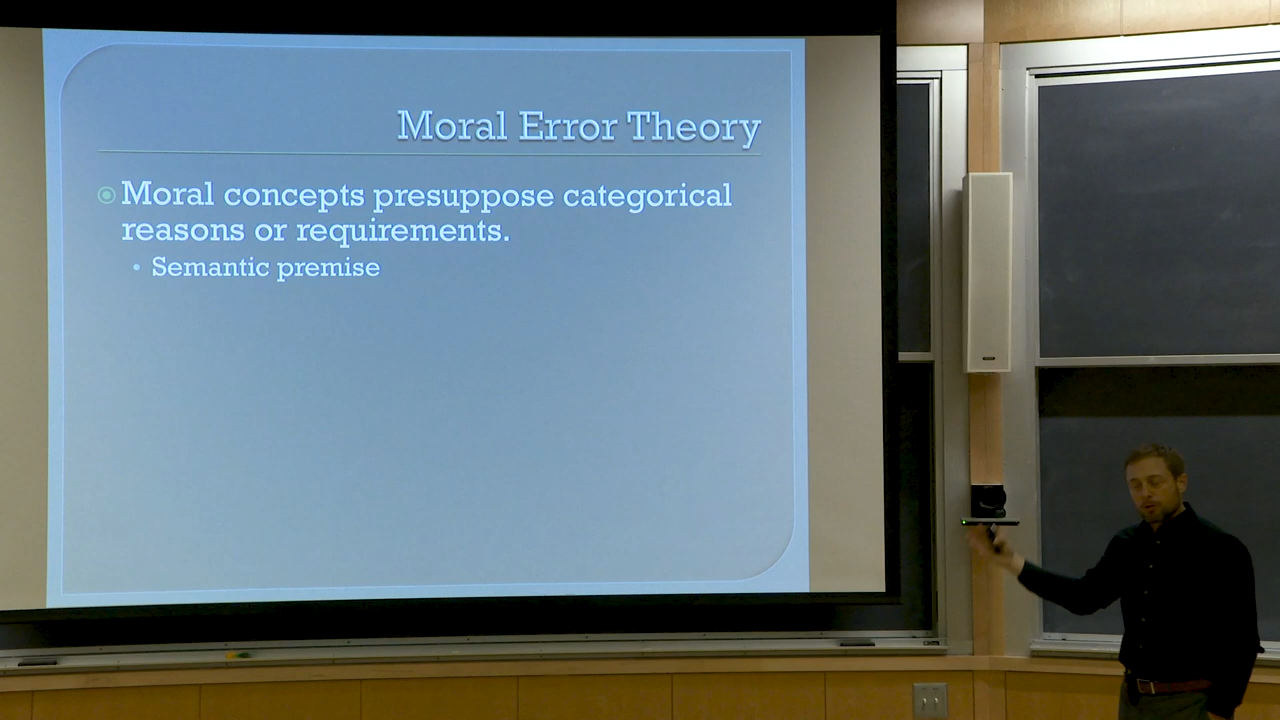 Moral Error Theory
Moral concepts presuppose categorical
reasons or requirements.
Semantic premise